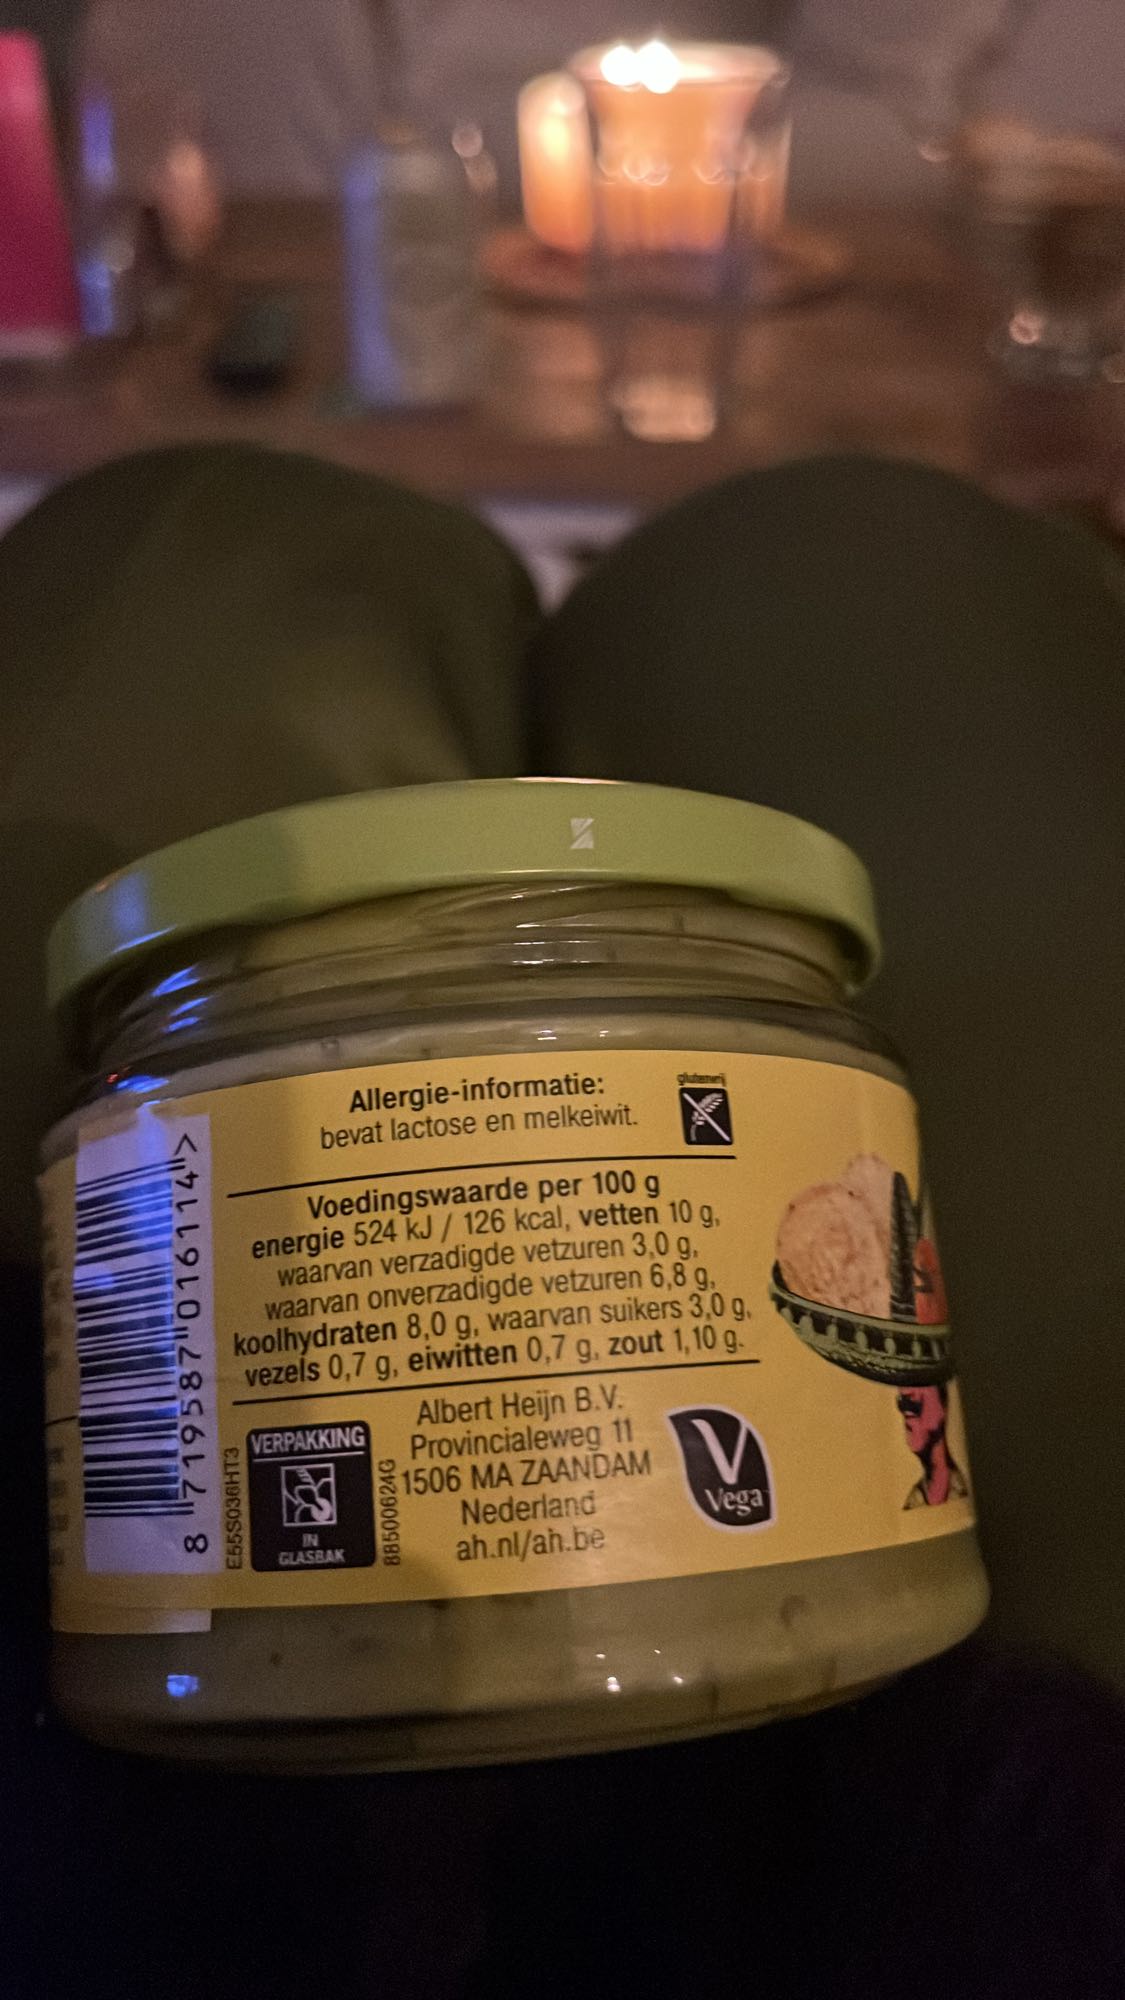 Allergie-informatie:
bevat lactose en melkeiwit.
glutenvrij
Voedingswaarde per 100 g
energie 524 kJ / 126 kcal, vetten 10 g,
waarvan verzadigde vetzuren 3,0 g,
waarvan onverzadigde vetzuren 6,8 g,
koolhydraten 8,0 g, waarvan suikers 3,0 g,
vezels 0,7 g, eiwitten 0,7 g, zout 1,10 g.
8 719587 016114 >
E55S036HT3
VERPAKKING
IN
GLASBAK
88500624G
Albert Heijn B.V.
Provincialeweg 11
1506 MA ZAANDAM
Nederland
ah.nl/ah.be
V
Vega